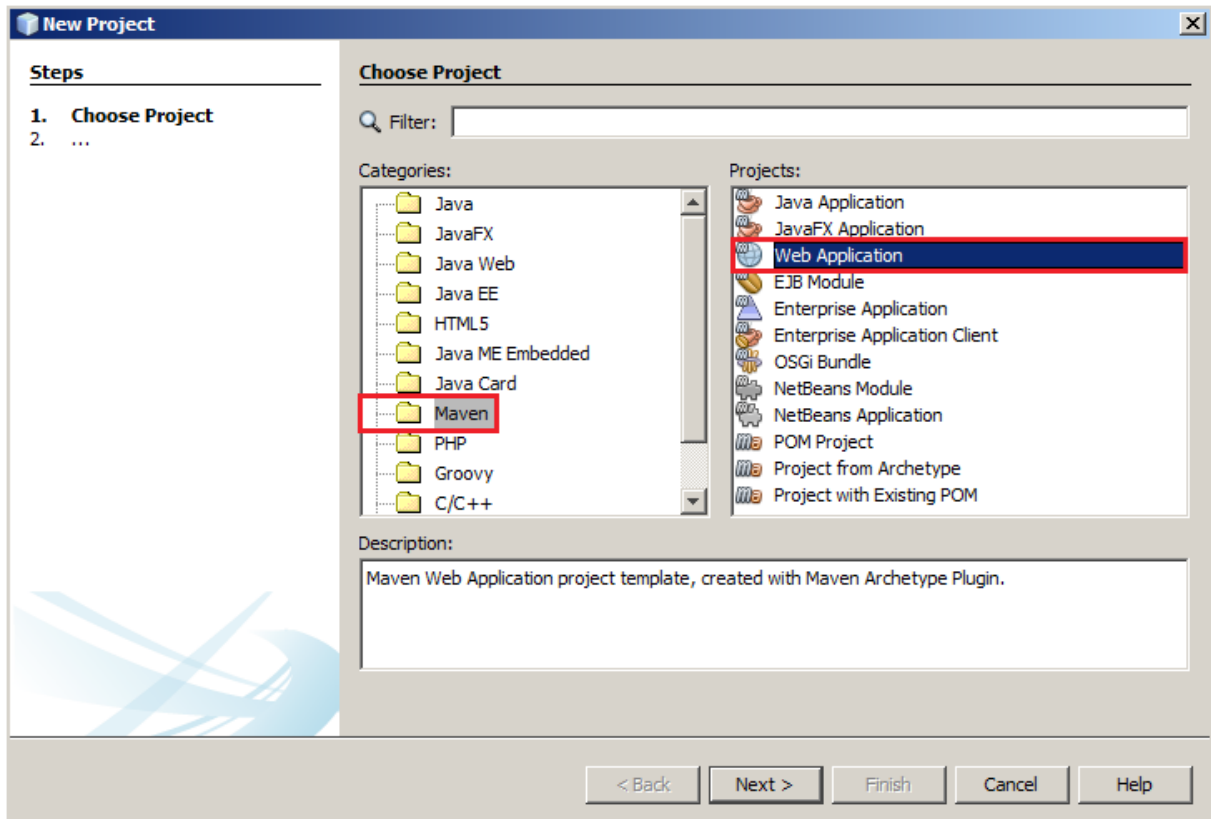 New Project
Steps
1. Choose Project
2. ...
Choose Project
Filter:
Categories:
Java
JavaFX
Java Web
Java EE
HTML5
Java ME Embedded
Java Card
Maven
PHP
Groovy
C/C++
Projects:
Java Application
JavaFX Application
Web Application
EJB Module
Enterprise Application
Enterprise Application Client
OSGi Bundle
NetBeans Module
NetBeans Application
POM Project
Project from Archetype
Project with Existing POM
Description:
Maven Web Application project template, created with Maven Archetype Plugin.
< Back Next > Finish Cancel Help